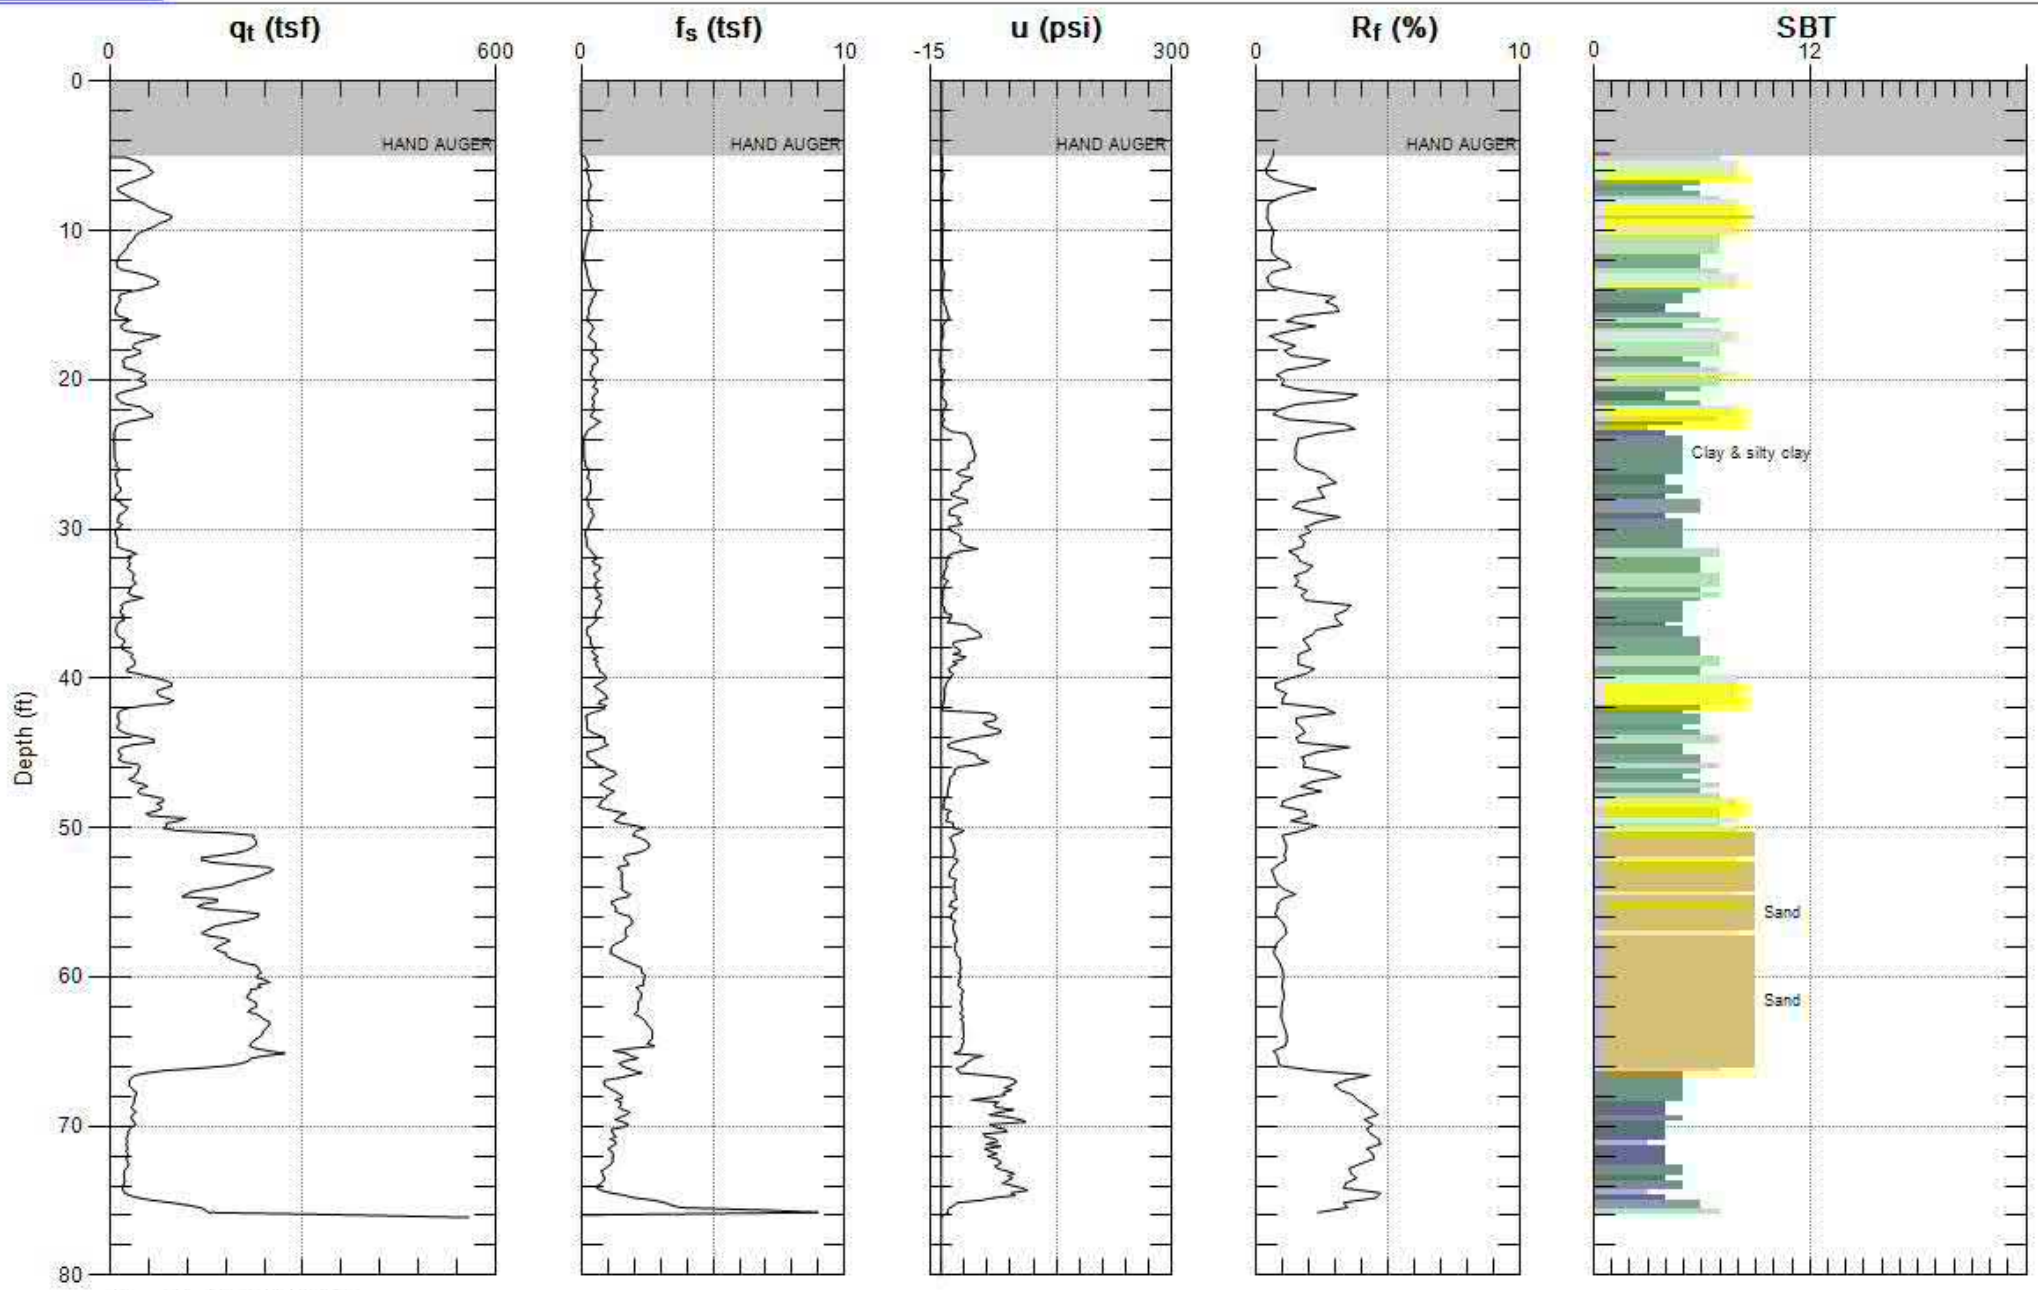 qt (tsf) fs (tsf) u (psi) Rf (%) SBT
0 600 0 10 -15 300 0 10 0 12
0
HAND AUGER HAND AUGER HAND AUGER HAND AUGER
10
20
Clay & silty clay
30
40
Depth (ft)
50
Sand
60
Sand
70
80